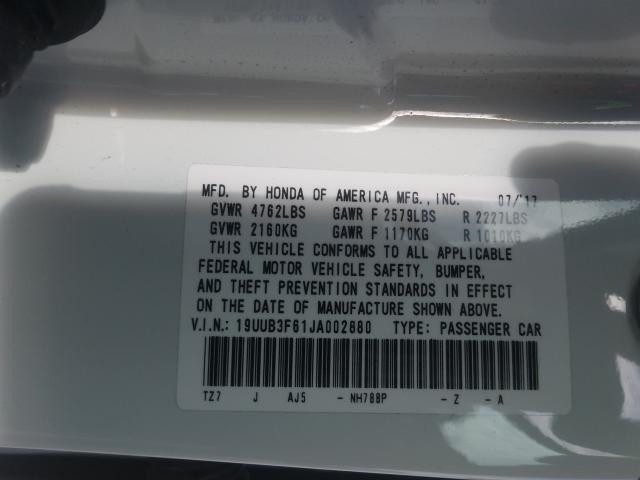 MFD. BY HONDA OF AMERICA MFG., INC. 07/'17
GVWR 4762LBS GAWR F 2579LBS R 2227LBS
GVWR 2160KG GAWR F 1170KG R 1010KG
THIS VEHICLE CONFORMS TO ALL APPLICABLE
FEDERAL MOTOR VEHICLE SAFETY, BUMPER,
AND THEFT PREVENTION STANDARDS IN EFFECT
ON THE DATE OF MANUFACTURE SHOWN ABOVE.
V.I.N.: 19UUB3F61JA002880 TYPE: PASSENGER CAR
TZ7 J AJ5 - NH788P - Z - A